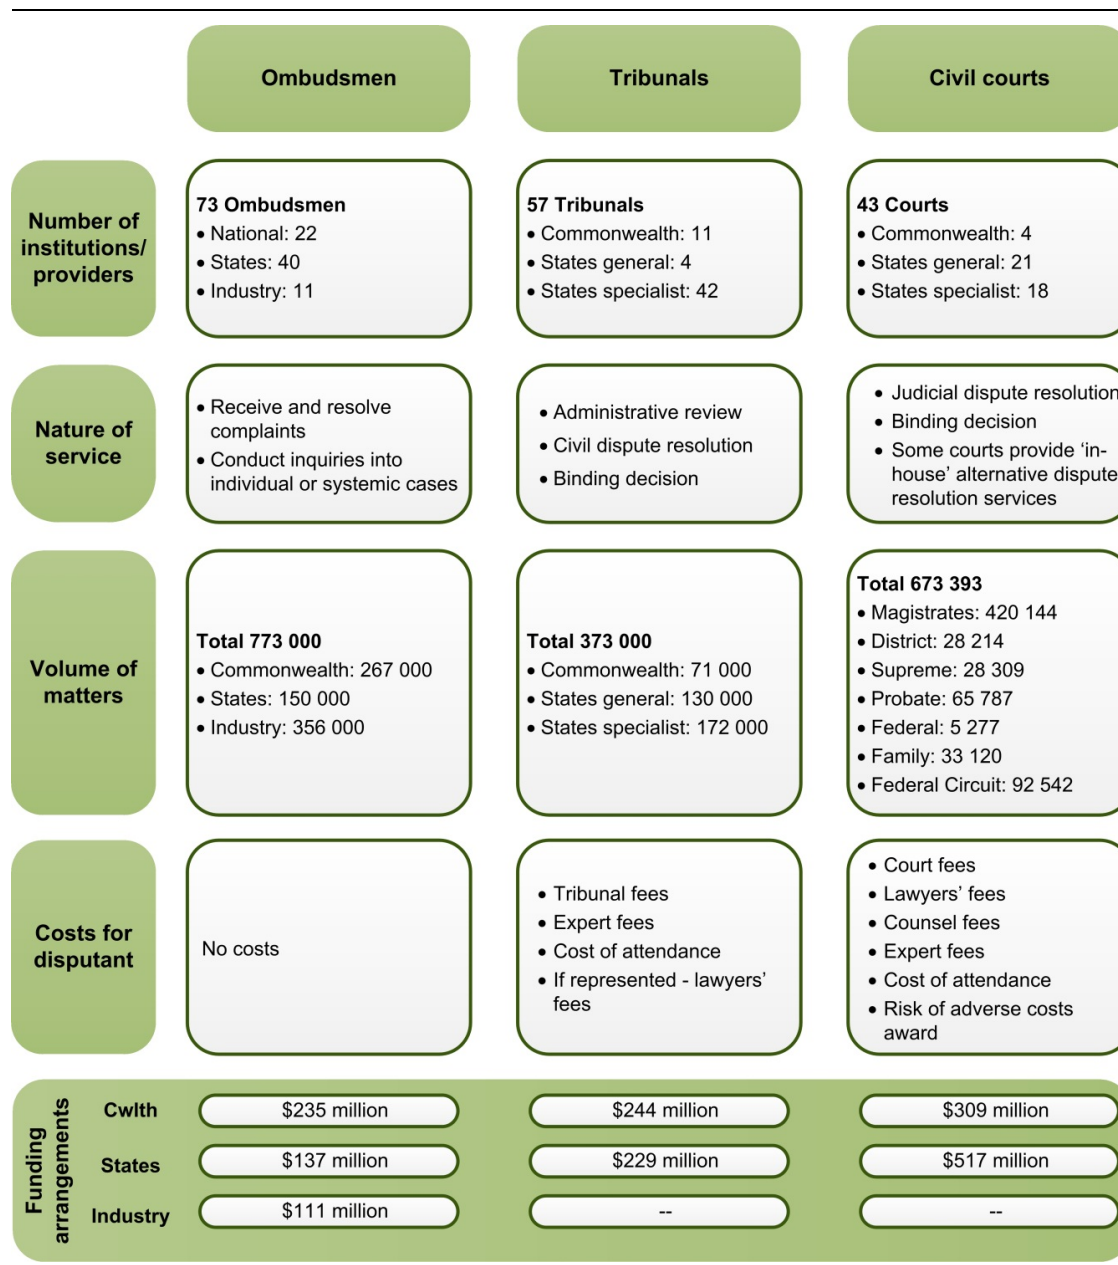 Ombudsmen
Tribunals
Civil courts
Number of
institutions/
providers
73 Ombudsmen
• National: 22
• States: 40
• Industry: 11
57 Tribunals
• Commonwealth: 11
• States general: 4
• States specialist: 42
43 Courts
• Commonwealth: 4
• States general: 21
• States specialist: 18
Nature of
service
• Receive and resolve
complaints
• Conduct inquiries into
individual or systemic cases
• Administrative review
• Civil dispute resolution
• Binding decision
• Judicial dispute resolution
• Binding decision
• Some courts provide ‘in-
house’ alternative dispute
resolution services
Volume of
matters
Total 773 000
• Commonwealth: 267 000
• States: 150 000
• Industry: 356 000
Total 373 000
• Commonwealth: 71 000
• States general: 130 000
• States specialist: 172 000
Total 673 393
• Magistrates: 420 144
• District: 28 214
• Supreme: 28 309
• Probate: 65 787
• Federal: 5 277
• Family: 33 120
• Federal Circuit: 92 542
Costs for
disputant
No costs
• Tribunal fees
• Expert fees
• Cost of attendance
• If represented - lawyers’
fees
• Court fees
• Lawyers’ fees
• Counsel fees
• Expert fees
• Cost of attendance
• Risk of adverse costs
award
Funding
arrangements
Cwlth
$235 million
$244 million
$309 million
States
$137 million
$229 million
$517 million
Industry
$111 million
--
--